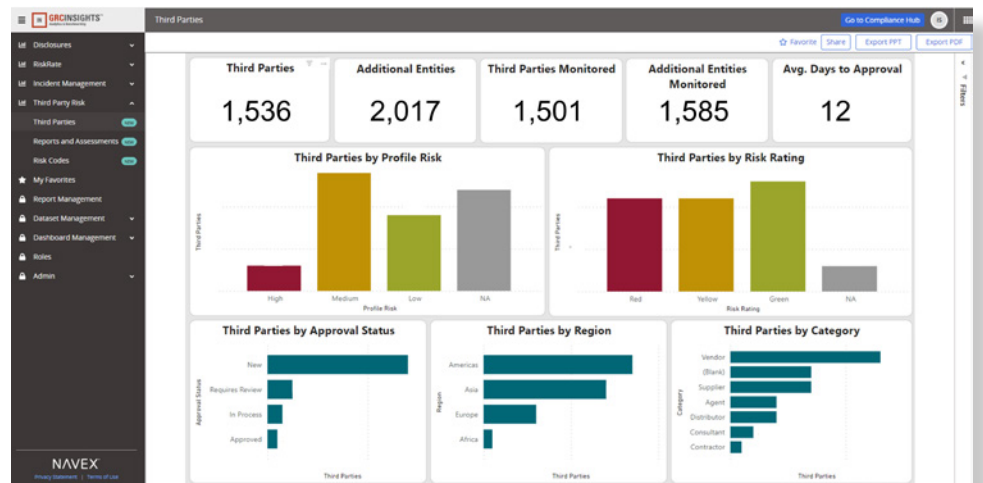 GRCINSIGHTS™
Third Parties
Go to Compliance Hub
IS
Disclosures
RiskRate
Incident Management
Third Party Risk
Third Parties
Reports and Assessments
Risk Codes
My Favorites
Report Management
Dataset Management
Dashboard Management
Roles
Admin
NAVEX
Privacy Statement | Terms of Use
Favorite
Share
Export PPT
Export PDF
Filters
Third Parties
1,536
Additional Entities
2,017
Third Parties Monitored
1,501
Additional Entities
Monitored
1,585
Avg. Days to Approval
12
Third Parties by Profile Risk
Third Parties
High
Medium
Low
NA
Profile Risk
Third Parties by Risk Rating
Third Parties
Red
Yellow
Green
NA
Risk Rating
Third Parties by Approval Status
Approval Status
New
Requires Review
In Process
Approved
Third Parties
Third Parties by Region
Region
Americas
Asia
Europe
Africa
Third Parties
Third Parties by Category
Category
Vendor
(Blank)
Supplier
Agent
Distributor
Consultant
Contractor
Third Parties